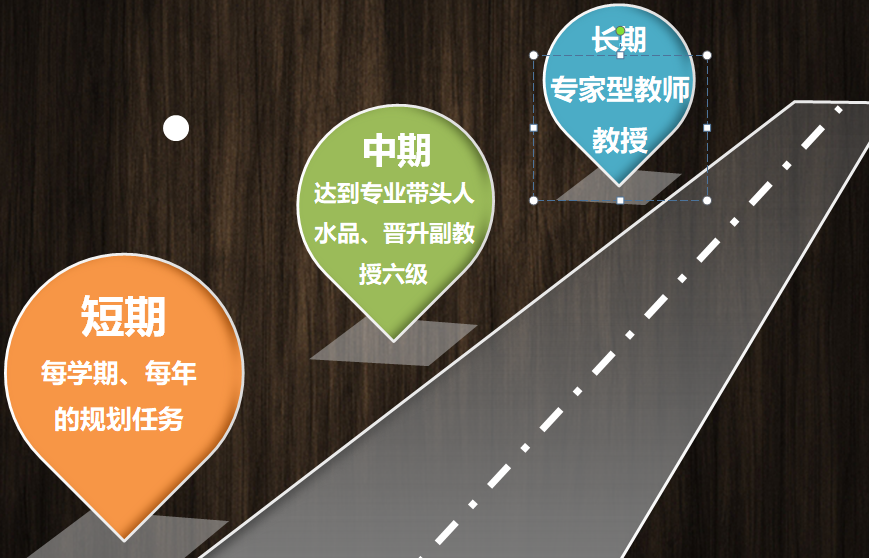 长期
专家型教师
教授
中期
达到专业带头人
水品、晋升副教
授六级
短期
每学期、每年
的规划任务